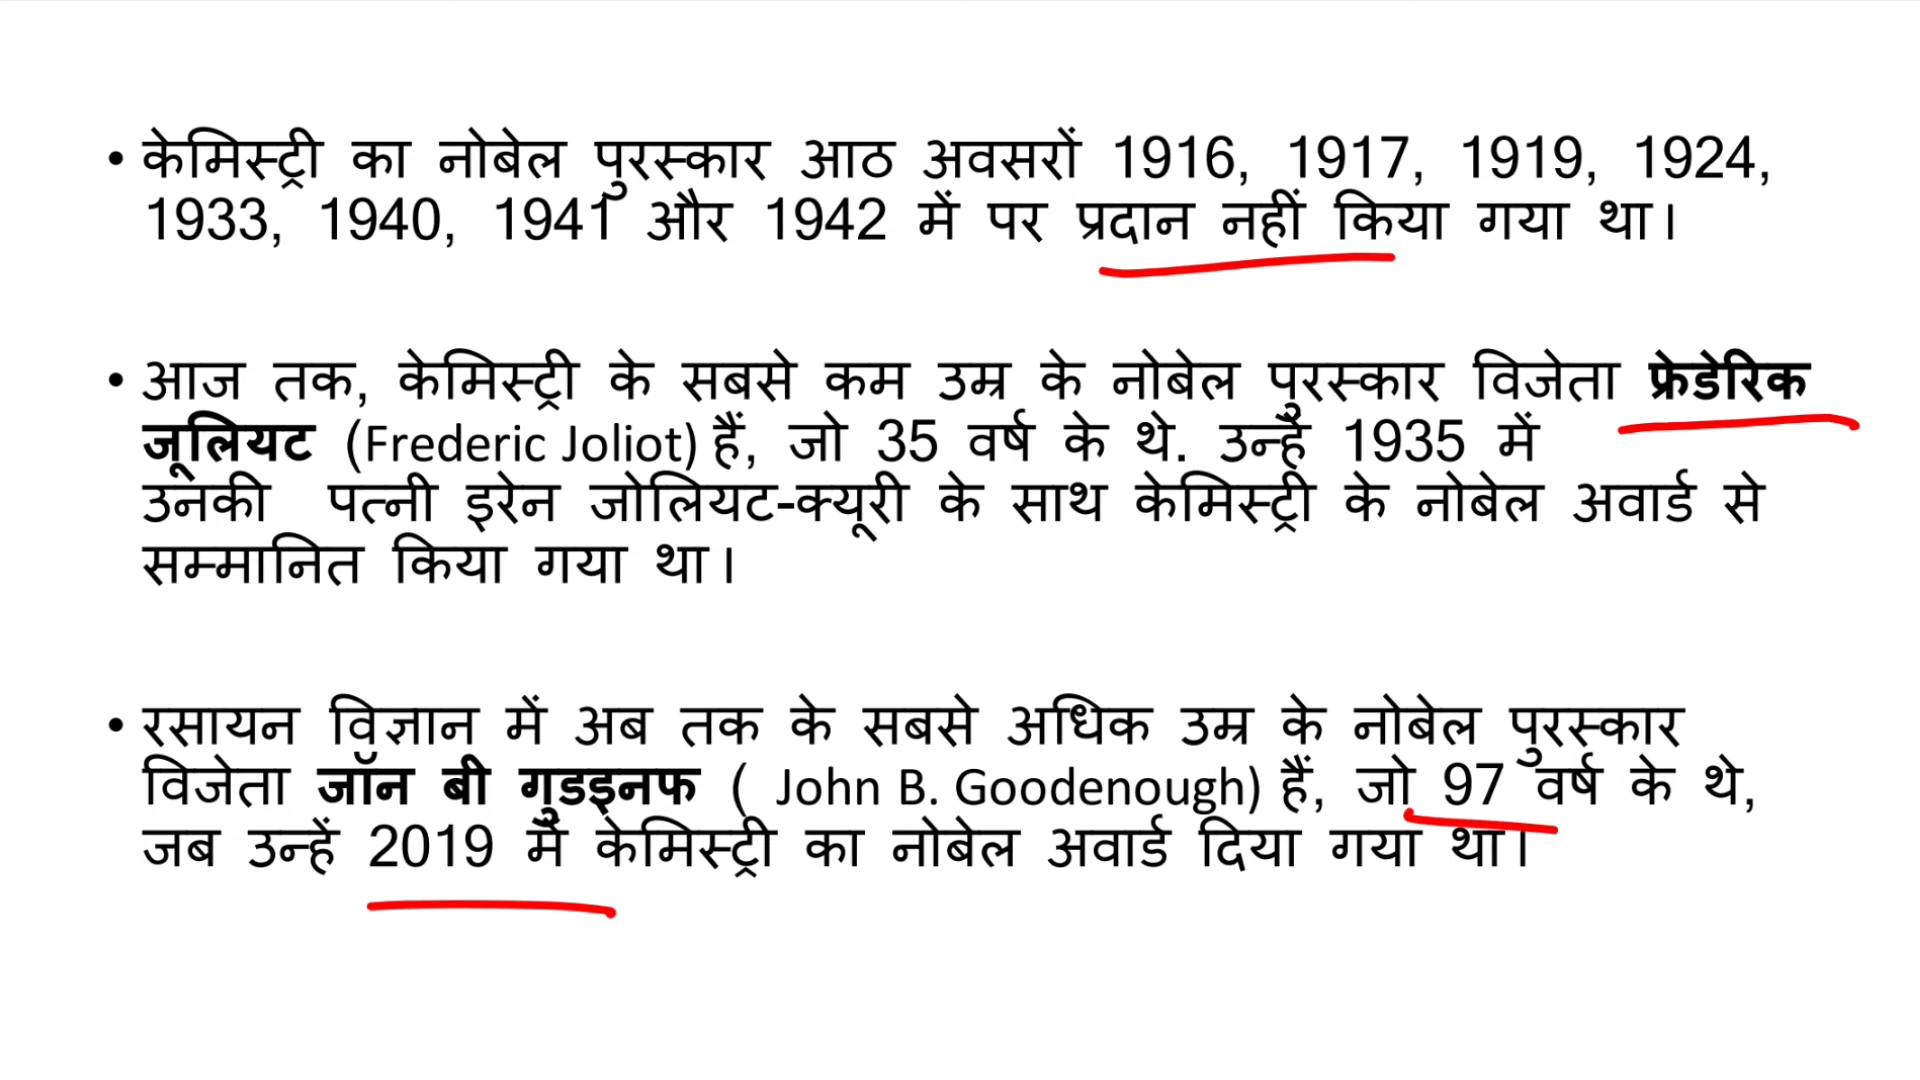 • केमिस्ट्री का नोबेल पुरस्कार आठ अवसरों 1916, 1917, 1919, 1924,
1933, 1940, 1941 और 1942 में पर प्रदान नहीं किया गया था।
• आज तक, केमिस्ट्री के सबसे कम उम्र के नोबेल पुरस्कार विजेता फ्रेडेरिक
जूलियट (Frederic Joliot) हैं, जो 35 वर्ष के थे. उन्हें 1935 में
उनकी पत्नी इरेन जोलियट-क्यूरी के साथ केमिस्ट्री के नोबेल अवार्ड से
सम्मानित किया गया था।
• रसायन विज्ञान में अब तक के सबसे अधिक उम्र के नोबेल पुरस्कार
विजेता जॉन बी गुडइनफ ( John B. Goodenough) हैं, जो 97 वर्ष के थे,
जब उन्हें 2019 में केमिस्ट्री का नोबेल अवार्ड दिया गया था।